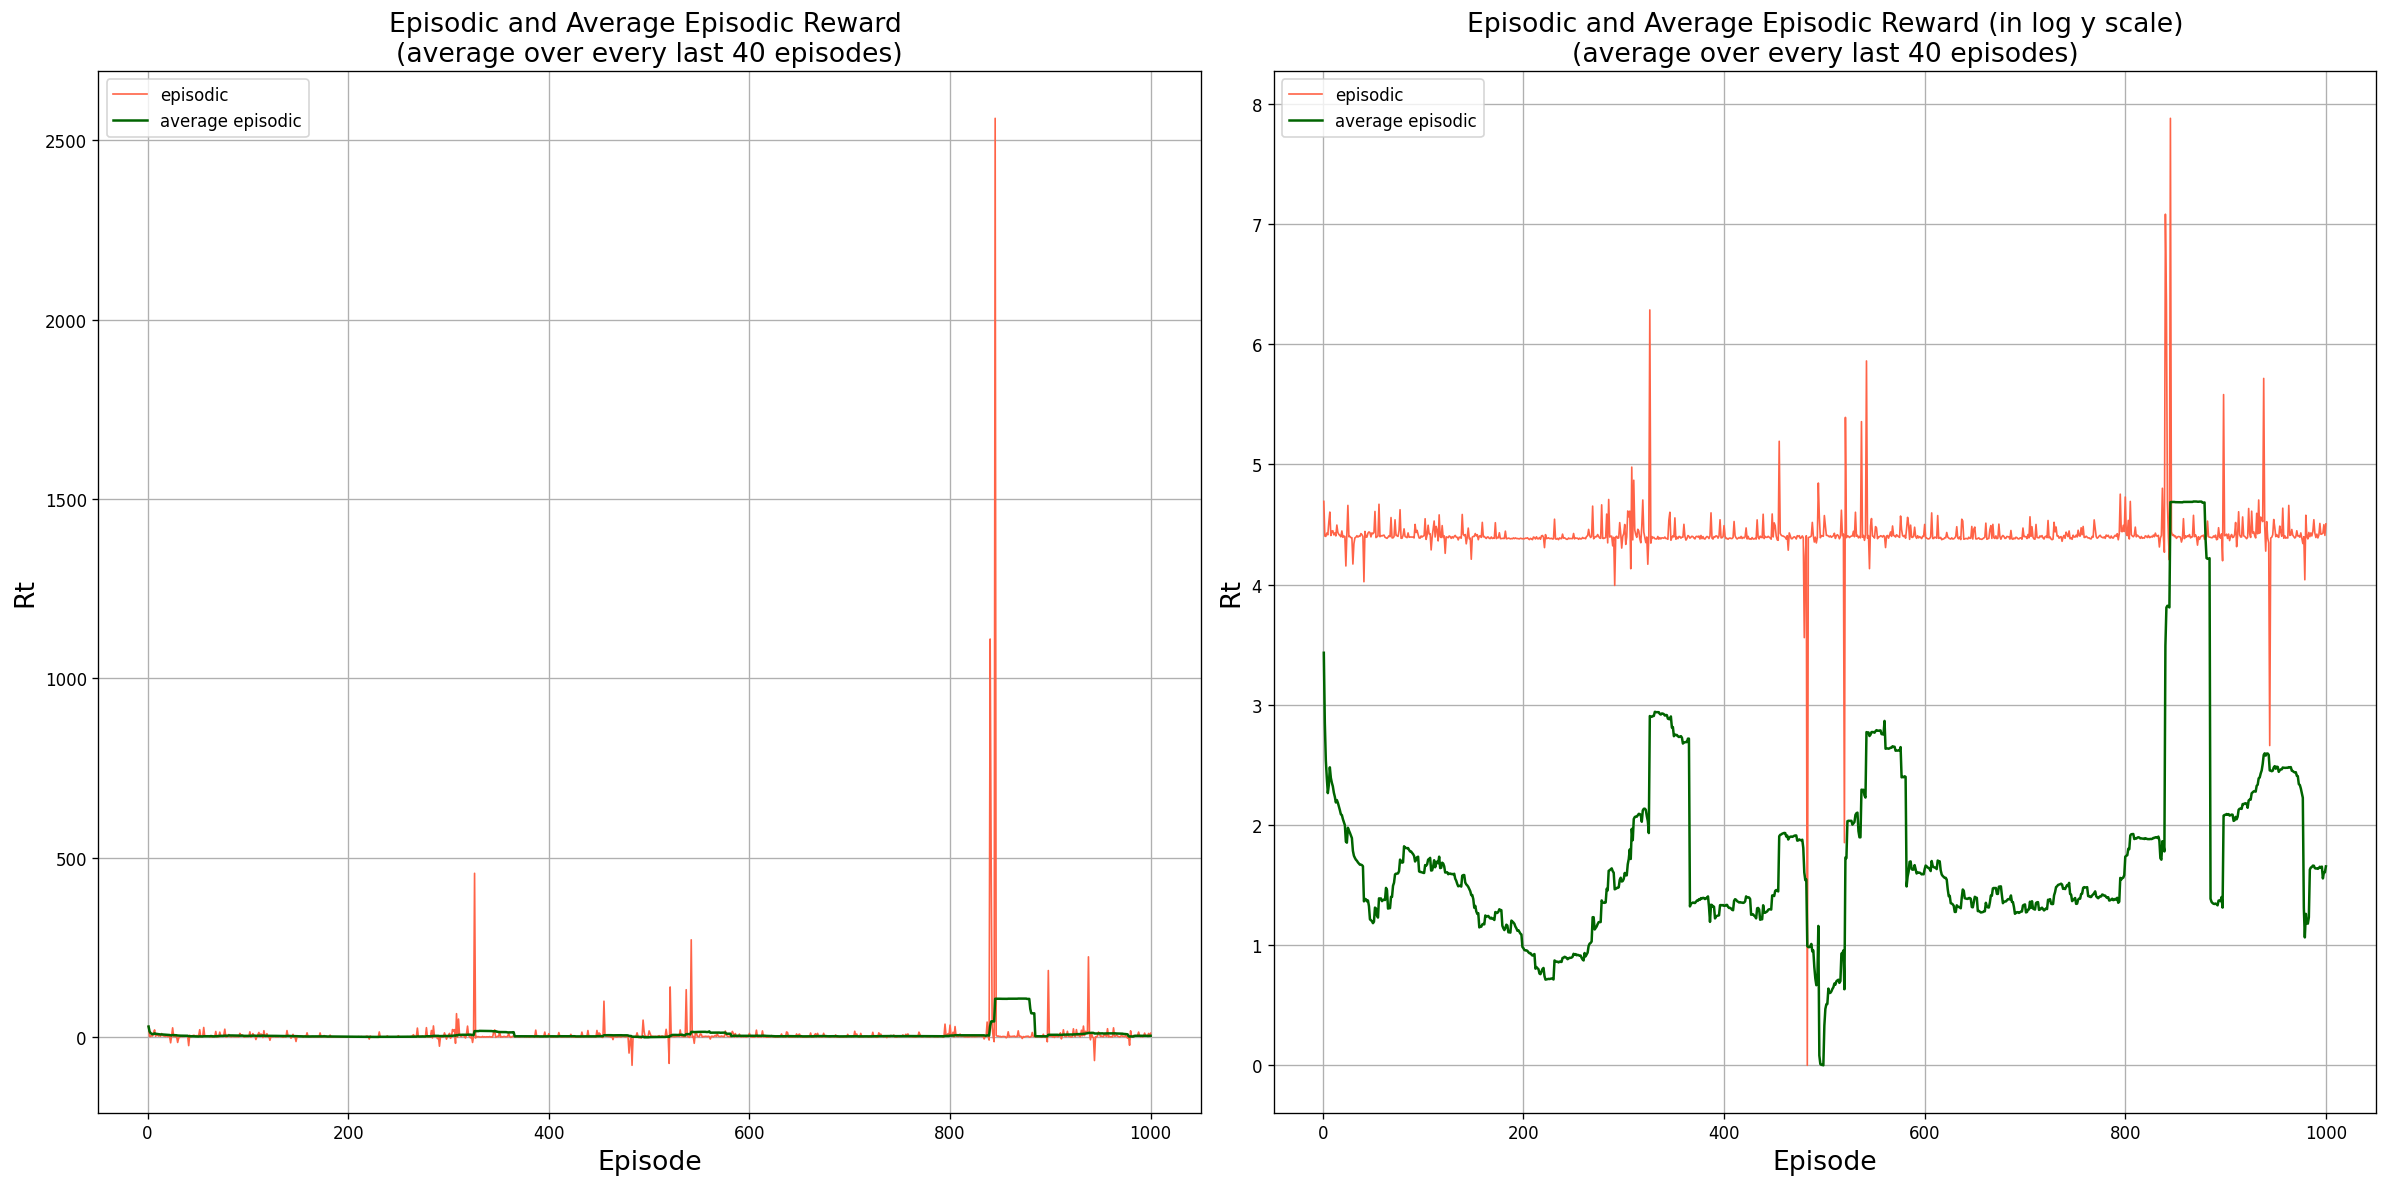 Episodic and Average Episodic Reward
(average over every last 40 episodes)
episodic
average episodic
2500
2000
1500
1000
500
0
Rt
0 200 400 600 800 1000
Episode
Episodic and Average Episodic Reward (in log y scale)
(average over every last 40 episodes)
episodic
average episodic
8
7
6
5
4
3
2
1
0
Rt
0 200 400 600 800 1000
Episode